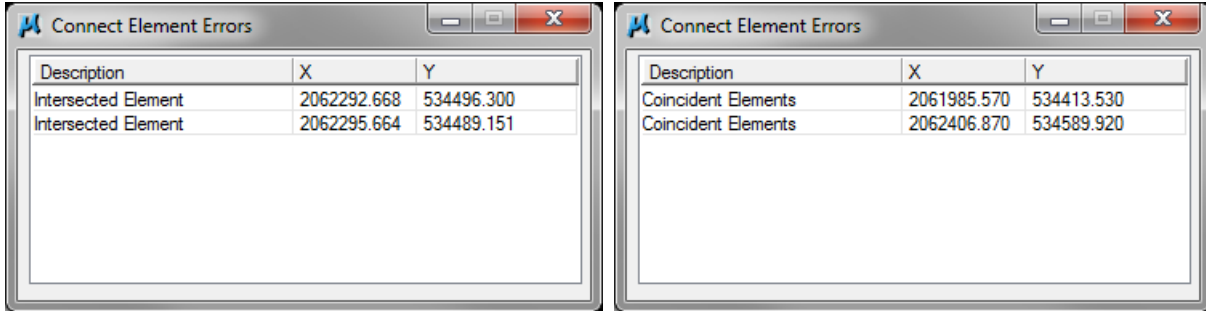 Connect Element Errors
Description X Y
Intersected Element 2062292.668 534496.300
Intersected Element 2062295.664 534489.151
Connect Element Errors
Description X Y
Coincident Elements 2061985.570 534413.530
Coincident Elements 2062406.870 534589.920